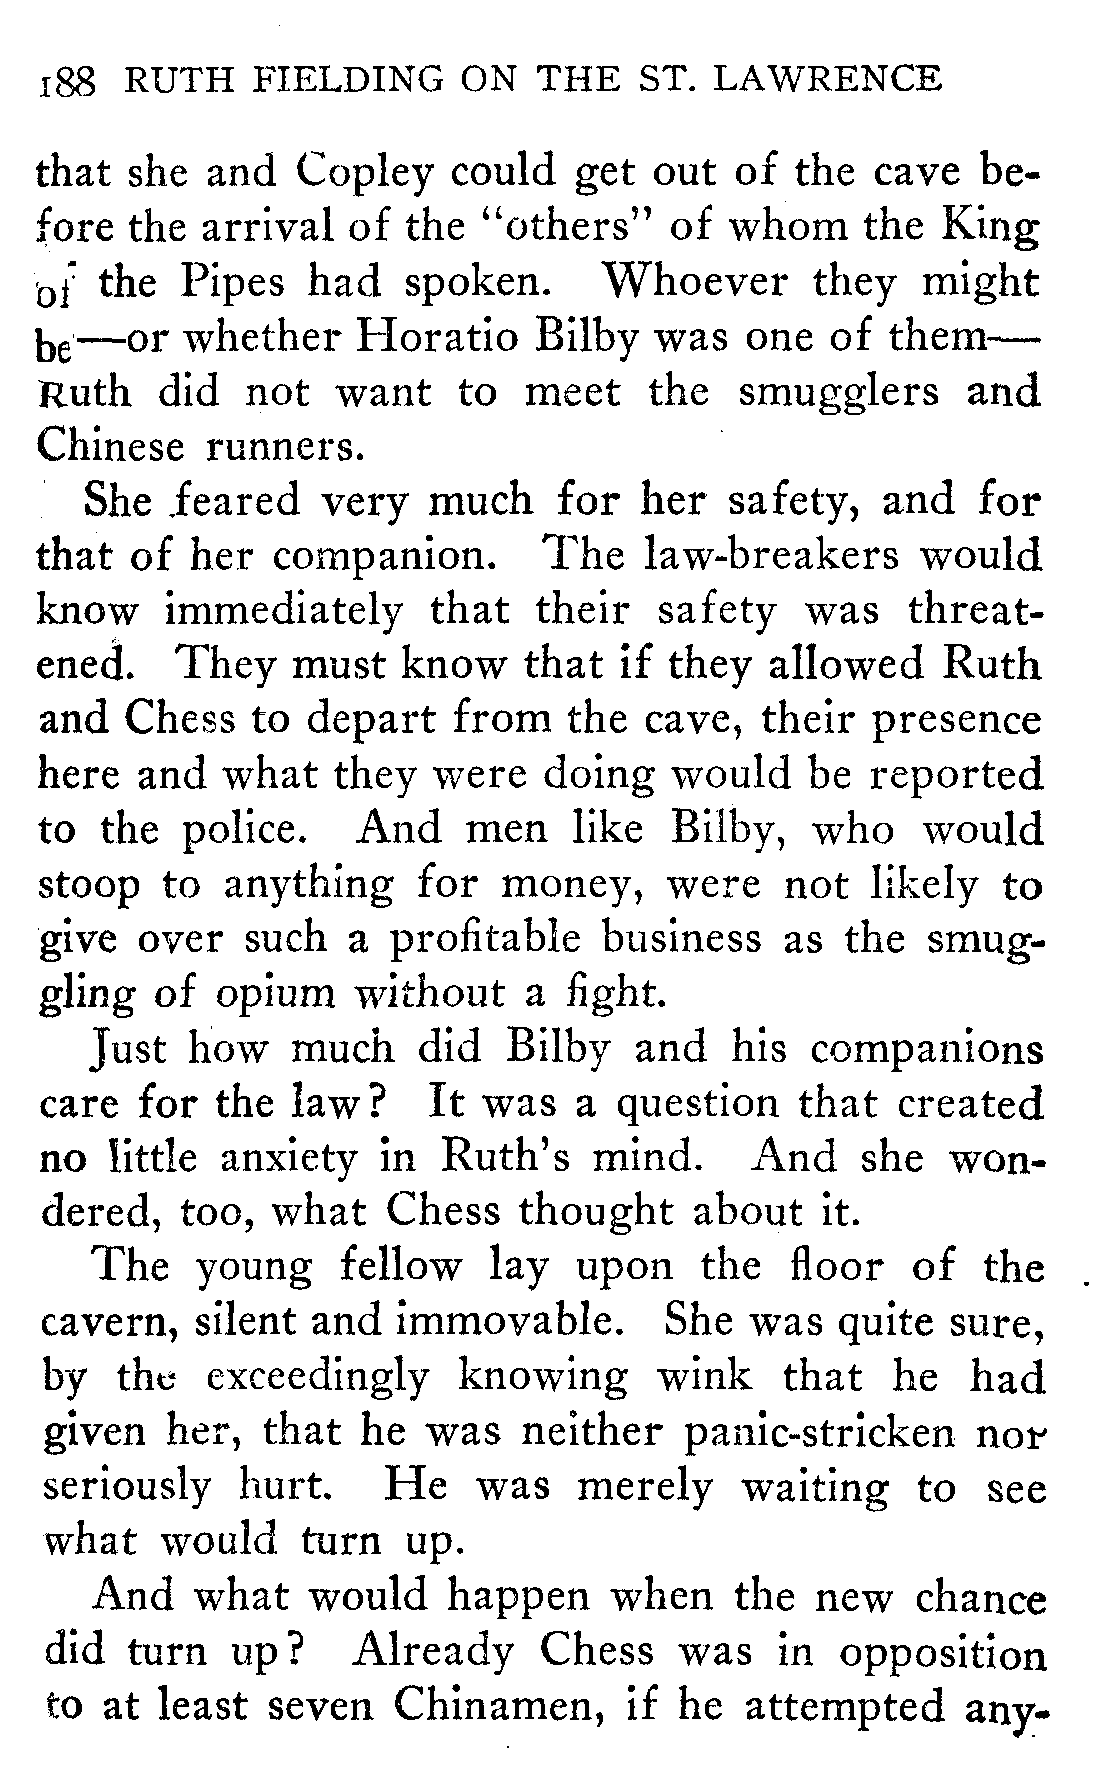 188 RUTH FIELDING ON THE ST. LAWRENCE
that she and Copley could get out of the cave be-
fore the arrival of the "others" of whom the King
of the Pipes had spoken. Whoever they might
be—or whether Horatio Bilby was one of them—
Ruth did not want to meet the smugglers and
Chinese runners.
She feared very much for her safety, and for
that of her companion. The law-breakers would
know immediately that their safety was threat-
ened. They must know that if they allowed Ruth
and Chess to depart from the cave, their presence
here and what they were doing would be reported
to the police. And men like Bilby, who would
stoop to anything for money, were not likely to
give over such a profitable business as the smug-
gling of opium without a fight.
Just how much did Bilby and his companions
care for the law? It was a question that created
no little anxiety in Ruth's mind. And she won-
dered, too, what Chess thought about it.
The young fellow lay upon the floor of the
cavern, silent and immovable. She was quite sure,
by the exceedingly knowing wink that he had
given her, that he was neither panic-stricken nor
seriously hurt. He was merely waiting to see
what would turn up.
And what would happen when the new chance
did turn up? Already Chess was in opposition
to at least seven Chinamen, if he attempted any-